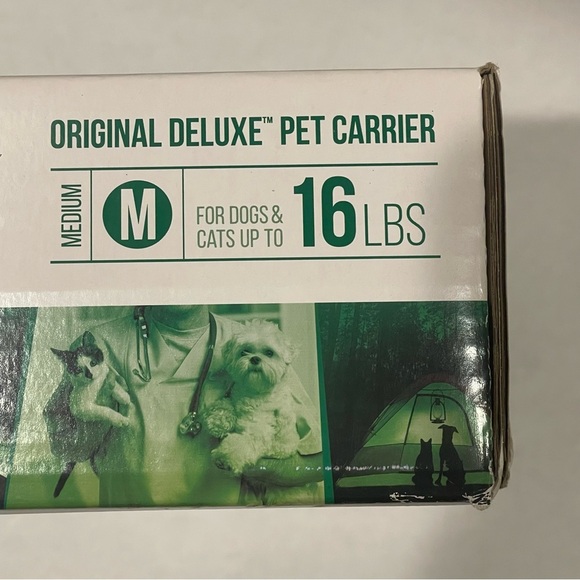 ORIGINAL DELUXE™ PET CARRIER
MEDIUM
M
FOR DOGS &
CATS UP TO
16 LBS